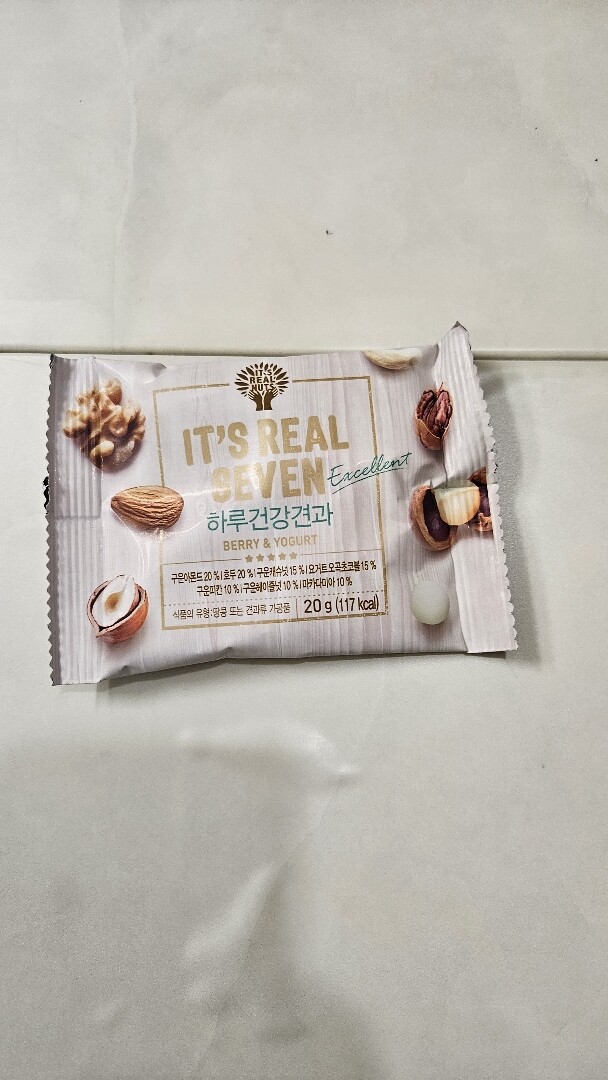 IT'S
REAL
NUTS
IT'S REAL
SEVEN
Excellent
하루건강견과
BERRY & YOGURT
구운아몬드 20 % | 호두 20 % | 구운캐슈넛 15 % | 요거트 오곡초코볼 15 %
구운피칸 10 % | 구운헤이즐넛 10 % | 마카다미아 10 %
식품의 유형:땅콩 또는 견과류 가공품 | 20 g (117 kcal)